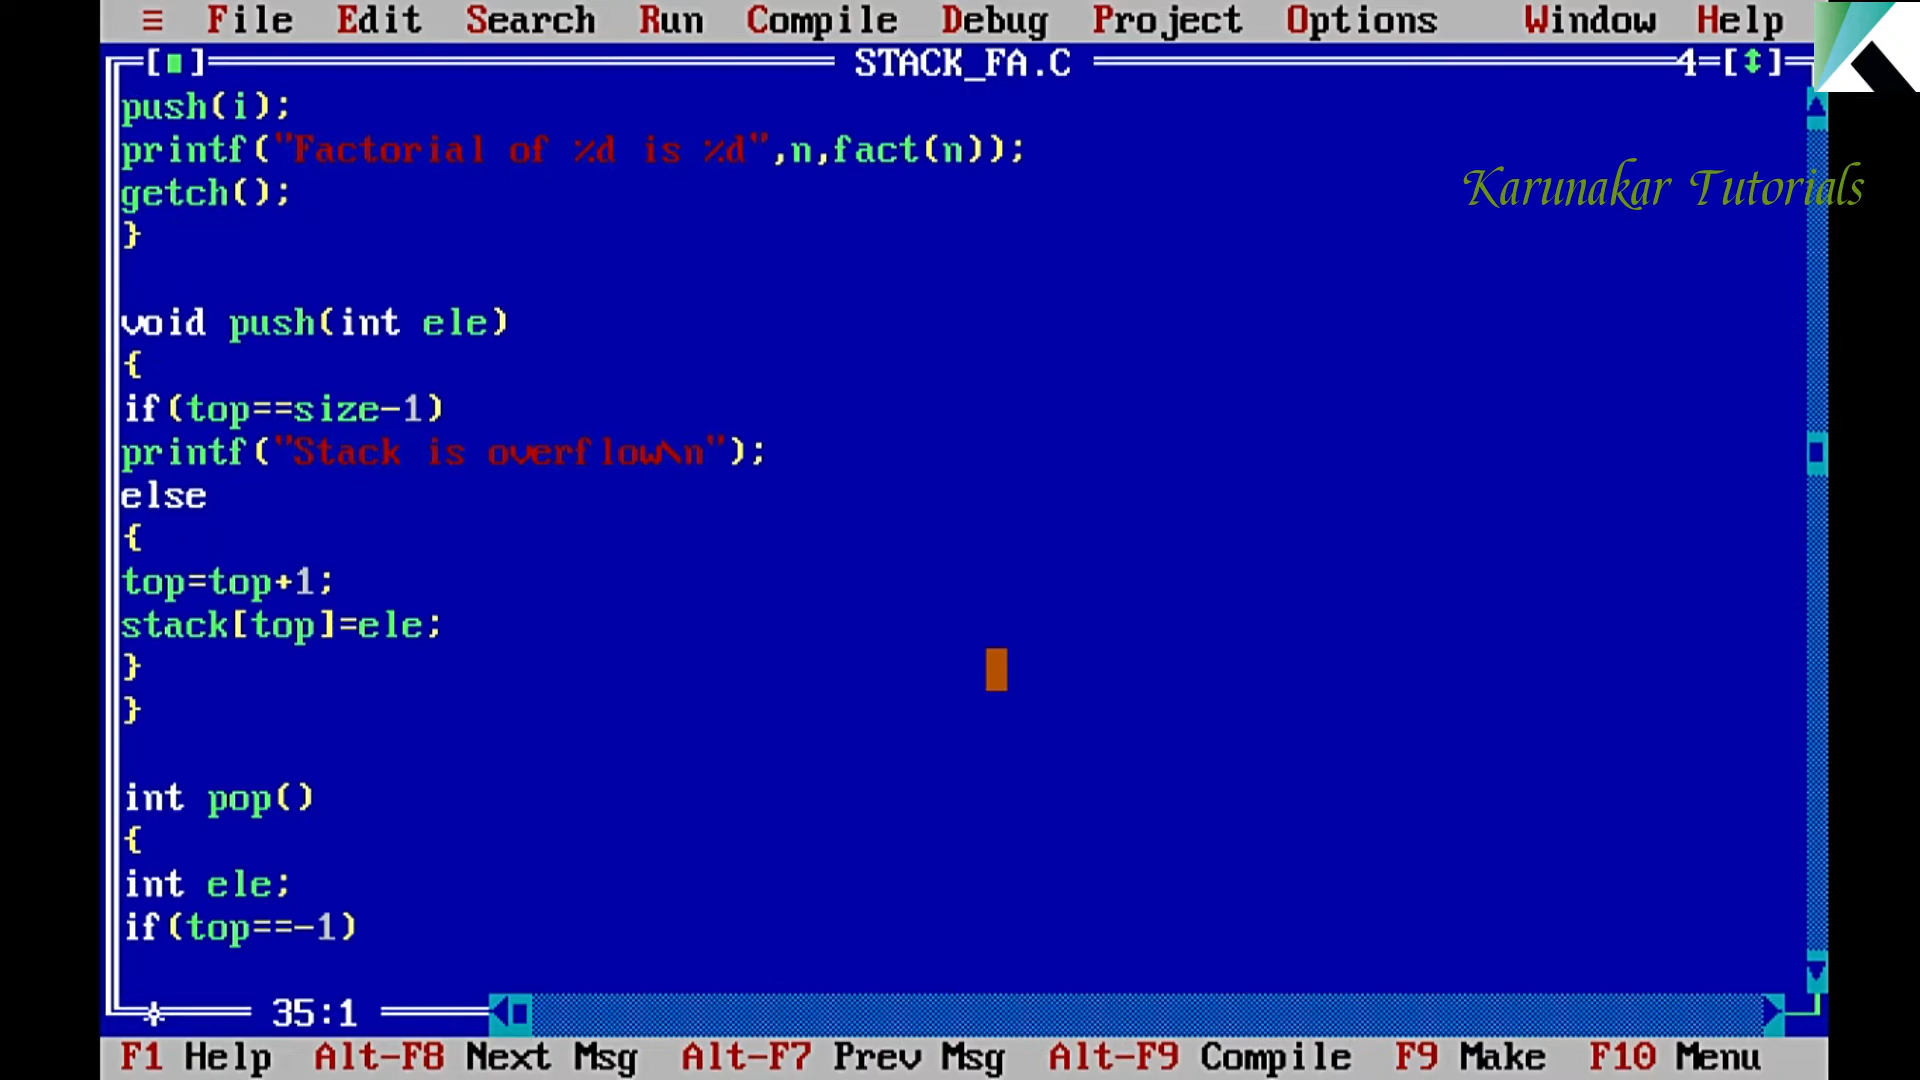 ≡ File Edit Search Run Compile Debug Project Options Window Help
[■] STACK_FA.C 4=[↕]
push(i);
printf("Factorial of %d is %d",n,fact(n));
Karunakar Tutorials
getch();
}
void push(int ele)
{
if(top==size-1)
printf("Stack is overflow\n");
else
{
top=top+1;
stack[top]=ele;
}
}
int pop()
{
int ele;
if(top==-1)
35:1
F1 Help Alt-F8 Next Msg Alt-F7 Prev Msg Alt-F9 Compile F9 Make F10 Menu